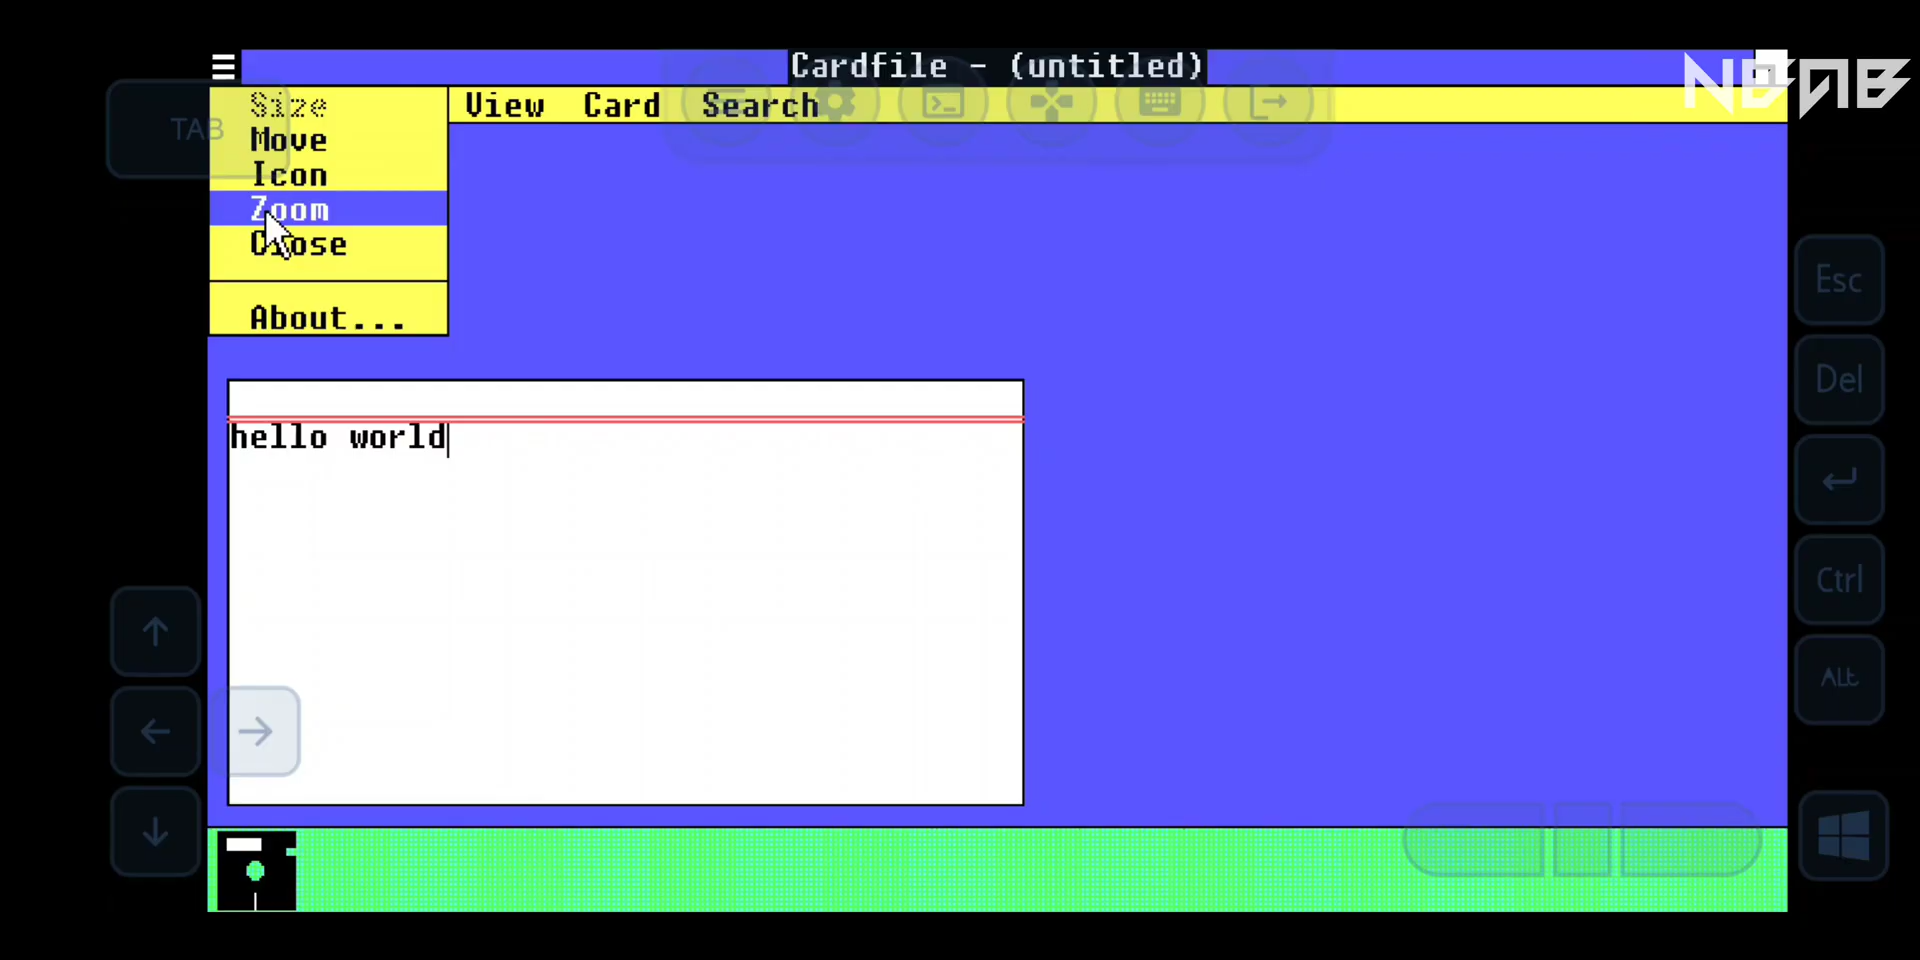 Cardfile - (untitled)
View Card Search
TAB
Size
Move
Icon
Zoom
Close
About...
hello world
Esc
Del
Ctrl
Alt